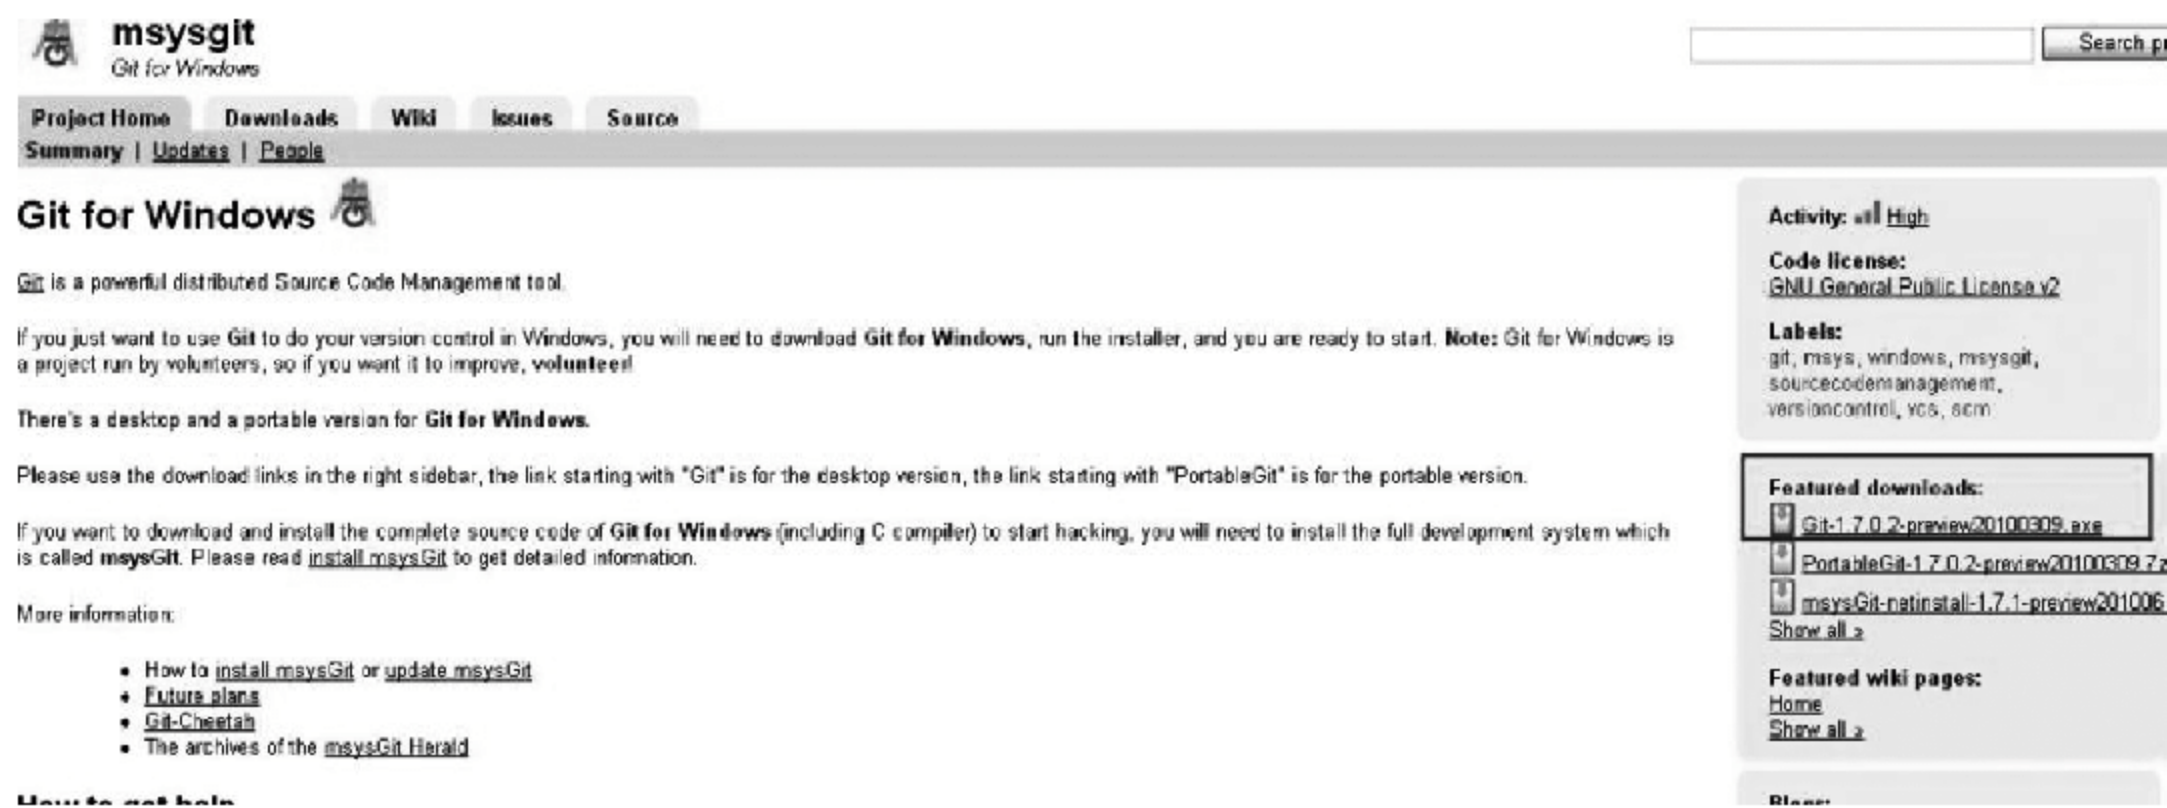 msysgit
Git for Windows
Search
Project Home Downloads Wiki Issues Source
Summary | Updates | People
Git for Windows
Git is a powerful distributed Source Code Management tool.
If you just want to use Git to do your version control in Windows, you will need to download Git for Windows, run the installer, and you are ready to start. Note: Git for Windows is
a project run by volunteers, so if you want it to improve, volunteer!
There's a desktop and a portable version for Git for Windows.
Please use the download links in the right sidebar, the link starting with "Git" is for the desktop version, the link starting with "PortableGit" is for the portable version.
If you want to download and install the complete source code of Git for Windows (including C compiler) to start hacking, you will need to install the full development system which
is called msysGit. Please read install msysGit to get detailed information.
More information:
• How to install msysGit or update msysGit
• Future plans
• Git-Cheetah
• The archives of the msysGit Herald
How to get help
Activity: High
Code license:
GNU General Public License v2
Labels:
git, msys, windows, msysgit,
sourcecodemanagement,
versioncontrol, vcs, scm
Featured downloads:
Git-1.7.0.2-preview20100309.exe
PortableGit-1.7.0.2-preview20100309.7z
msysGit-netinstall-1.7.1-preview201006
Show all »
Featured wiki pages:
Home
Show all »
Blogs: